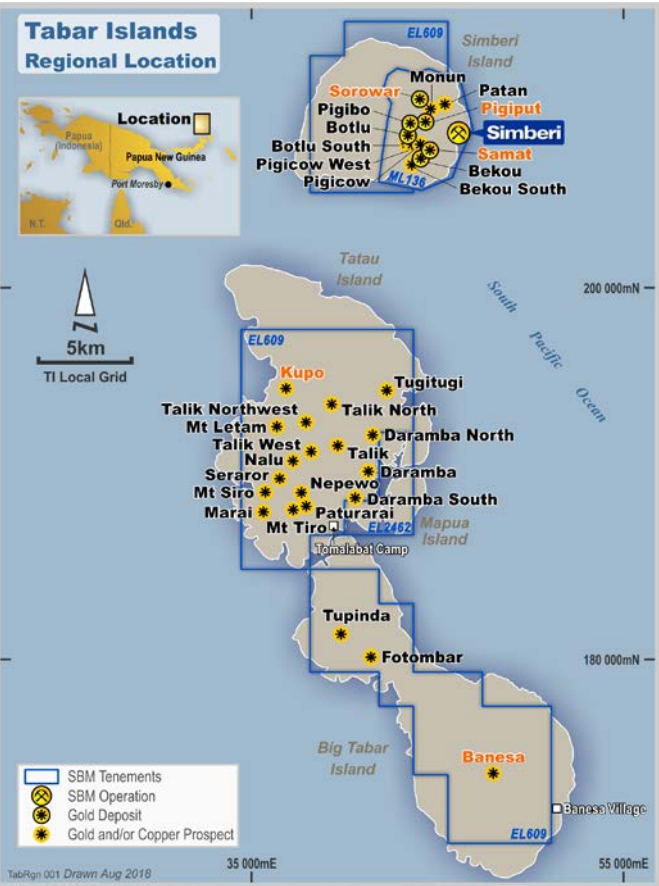 Tabar Islands
Regional Location
EL609
Simberi
Island
Monun
Sorowar
Patan
Pigibo
Pigiput
Botlu
Simberi
Botlu South
Samat
Pigicow West
Bekou
Pigicow
ML136
Bekou South
Location
Papua
(Indonesia)
Papua New Guinea
Port Moresby
N.T.
Qld.
Tatau
Island
200 000mN
South
Pacific
Ocean
N
5km
TI Local Grid
EL609
Kupo
Tugitugi
Talik Northwest
Talik North
Mt Letam
Daramba North
Talik West
Talik
Nalu
Daramba
Seraror
Nepewo
Mt Siro
Daramba South
Marai
Paturarai
Mt Tiro
EL2462
Mapua
Island
Tomalabat Camp
Tupinda
Fotombar
180 000mN
Big Tabar
Island
Banesa
Banesa Village
EL609
SBM Tenements
SBM Operation
Gold Deposit
Gold and/or Copper Prospect
TabRgn 001 Drawn Aug 2018
35 000mE
55 000mE